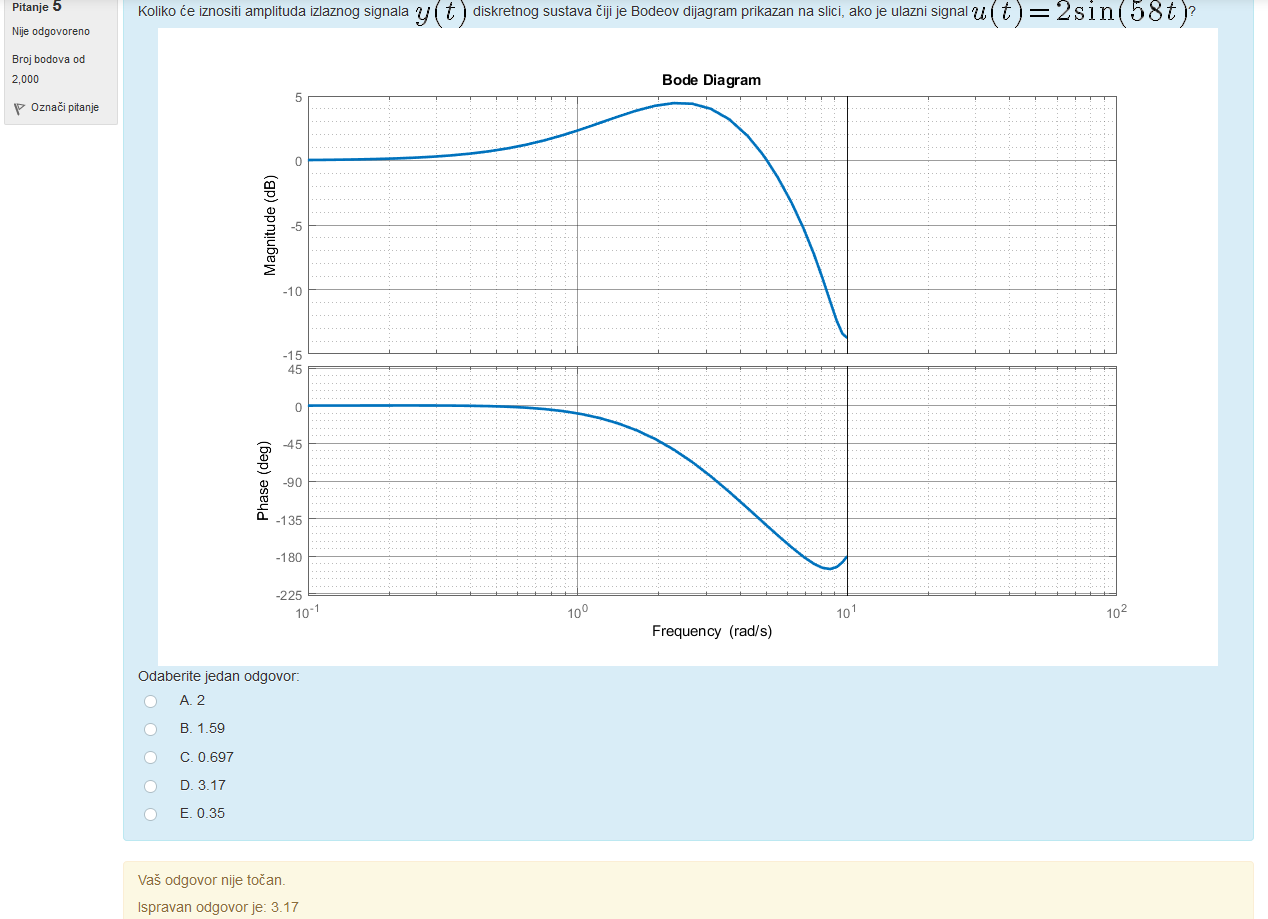 Pitanje 5
Nije odgovoreno
Broj bodova od
2,000
Označi pitanje
Koliko će iznositi amplituda izlaznog signala y(t) diskretnog sustava čiji je Bodeov dijagram prikazan na slici, ako je ulazni signal u(t)=2sin(58t)?
Bode Diagram
Magnitude (dB)
5
0
-5
-10
-15
Phase (deg)
45
0
-45
-90
-135
-180
-225
10^-1 10^0 10^1 10^2
Frequency (rad/s)
Odaberite jedan odgovor:
A. 2
B. 1.59
C. 0.697
D. 3.17
E. 0.35
Vaš odgovor nije točan.
Ispravan odgovor je: 3.17